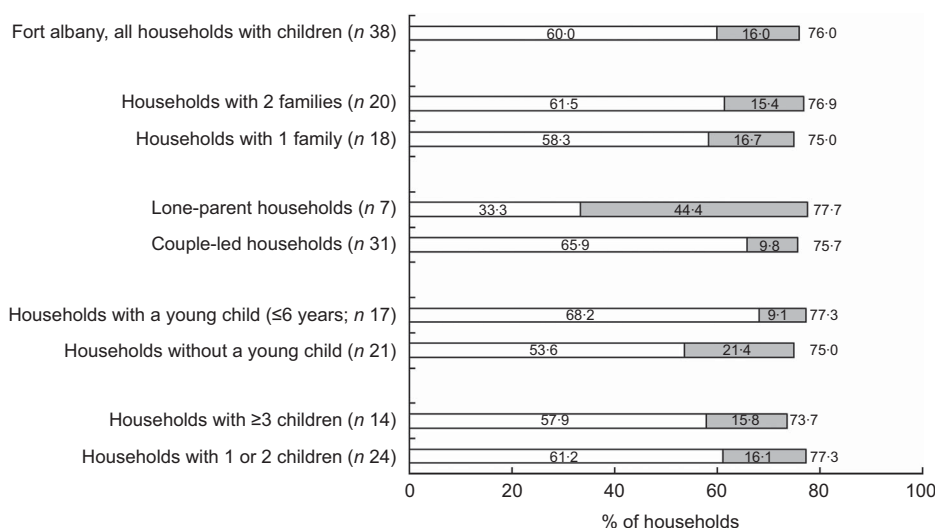 Fort albany, all households with children (n 38) 60·0 16·0 76·0
Households with 2 families (n 20) 61·5 15·4 76·9
Households with 1 family (n 18) 58·3 16·7 75·0
Lone-parent households (n 7) 33·3 44·4 77·7
Couple-led households (n 31) 65·9 9·8 75·7
Households with a young child (≤6 years; n 17) 68·2 9·1 77·3
Households without a young child (n 21) 53·6 21·4 75·0
Households with ≥3 children (n 14) 57·9 15·8 73·7
Households with 1 or 2 children (n 24) 61·2 16·1 77·3
0 20 40 60 80 100
% of households